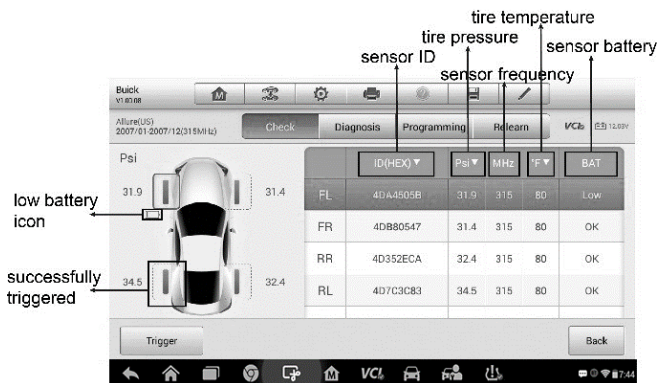 tire temperature
tire pressure
sensor battery
sensor ID
sensor frequency
Buick
V1.03.08
Allure(US)
2007/01-2007/12(315MHz)
Check
Diagnosis
Programming
Relearn
VCI
12.03V
Psi
ID(HEX)▼ Psi▼ MHz °F▼ BAT
31.9
31.4
FL 4DA4505B 31.9 315 80 Low
low battery
icon
FR 4DB80547 31.4 315 80 OK
RR 4D352ECA 32.4 315 80 OK
successfully
triggered
34.5
32.4
RL 4D7C3C83 34.5 315 80 OK
Trigger
Back
VCI
7:44